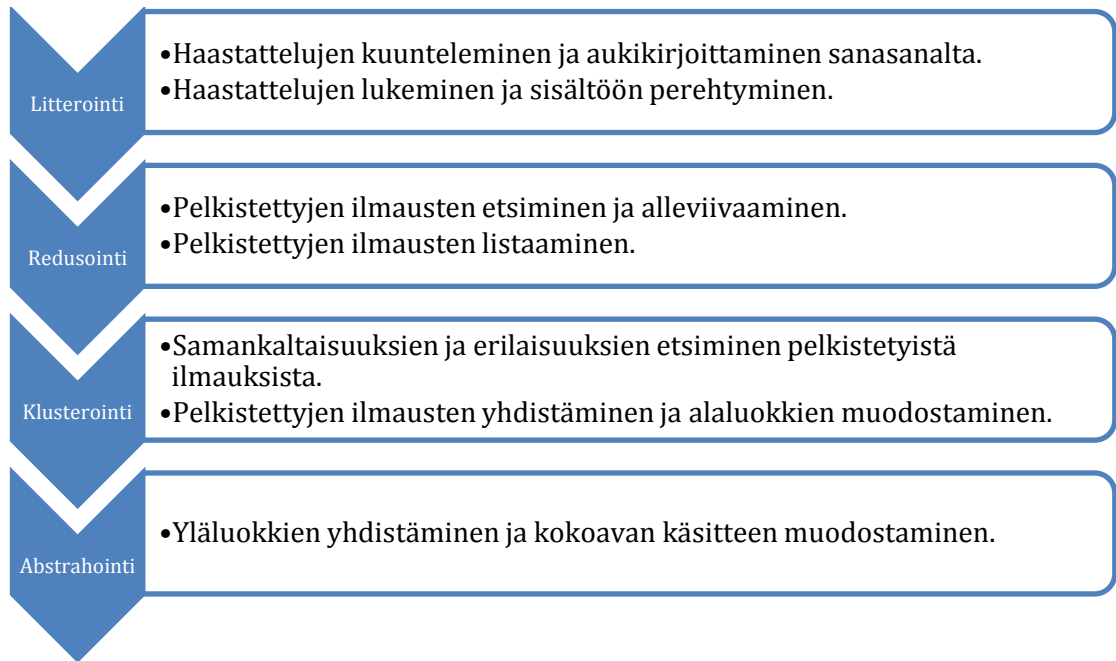 Litterointi
•Haastattelujen kuunteleminen ja aukikirjoittaminen sanasanalta.
•Haastattelujen lukeminen ja sisältöön perehtyminen.
Redusointi
•Pelkistettyjen ilmausten etsiminen ja alleviivaaminen.
•Pelkistettyjen ilmausten listaaminen.
Klusterointi
•Samankaltaisuuksien ja erilaisuuksien etsiminen pelkistetyistä
ilmauksista.
•Pelkistettyjen ilmausten yhdistäminen ja alaluokkien muodostaminen.
Abstrahointi
•Yläluokkien yhdistäminen ja kokoavan käsitteen muodostaminen.